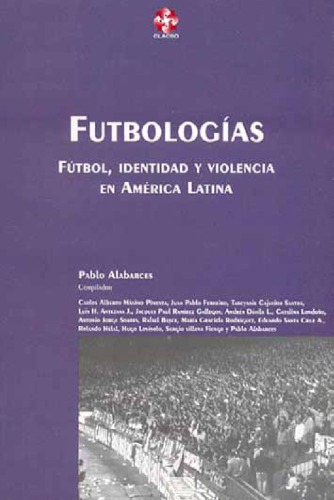 CLACSO
FUTBOLOGÍAS
FÚTBOL, IDENTIDAD Y VIOLENCIA
EN AMÉRICA LATINA
PABLO ALABARCES
Compilador
CARLOS ALBERTO MÁXIMO PIMENTA, JUAN PABLO FERREIRO, TARCYANIE CAJUEIRO SANTOS,
LUIS H. ANTEZANA J., JACQUES PAUL RAMÍREZ GALLEGOS, ANDRÉS DÁVILA L., CATALINA LONDOÑO,
ANTONIO JORGE SOARES, RAFAEL BAYCE, MARÍA GRACIELA RODRÍGUEZ, EDUARDO SANTA CRUZ A.,
RONALDO HELAL, HUGO LOVISOLO, SERGIO VILLENA FIENGO Y PABLO ALABARCES